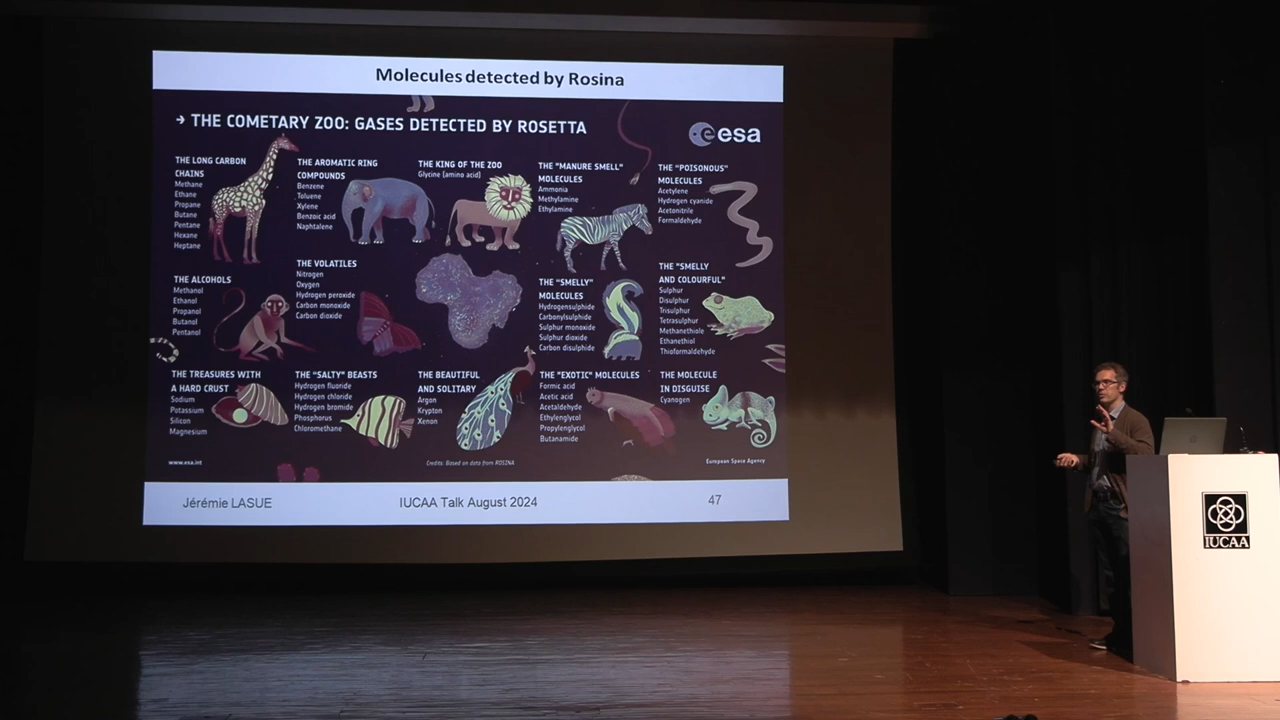 Molecules detected by Rosina
→ THE COMETARY ZOO: GASES DETECTED BY ROSETTA
esa
THE LONG CARBON
CHAINS
Methane
Ethane
Propane
Butane
Pentane
Hexane
Heptane
THE AROMATIC RING
COMPOUNDS
Benzene
Toluene
Xylene
Benzoic acid
Naphtalene
THE KING OF THE ZOO
Glycine (amino acid)
THE "MANURE SMELL"
MOLECULES
Ammonia
Methylamine
Ethylamine
THE "POISONOUS"
MOLECULES
Acetylene
Hydrogen cyanide
Acetonitrile
Formaldehyde
THE ALCOHOLS
Methanol
Ethanol
Propanol
Butanol
Pentanol
THE VOLATILES
Nitrogen
Oxygen
Hydrogen peroxide
Carbon monoxide
Carbon dioxide
THE "SMELLY"
MOLECULES
Hydrogensulphide
Carbonylsulphide
Sulphur monoxide
Sulphur dioxide
Carbon disulphide
THE "SMELLY
AND COLOURFUL"
Sulphur
Disulphur
Trisulphur
Tetrasulphur
Methanethiole
Ethanethiol
Thioformaldehyde
THE TREASURES WITH
A HARD CRUST
Sodium
Potassium
Silicon
Magnesium
THE "SALTY" BEASTS
Hydrogen fluoride
Hydrogen chloride
Hydrogen bromide
Phosphorus
Chloromethane
THE BEAUTIFUL
AND SOLITARY
Argon
Krypton
Xenon
THE "EXOTIC" MOLECULES
Formic acid
Acetic acid
Acetaldehyde
Ethylenglycol
Propylenglycol
Butanamide
THE MOLECULE
IN DISGUISE
Cyanogen
www.esa.int
Credits: Based on data from ROSINA
European Space Agency
Jérémie LASUE
IUCAA Talk August 2024
47
IUCAA